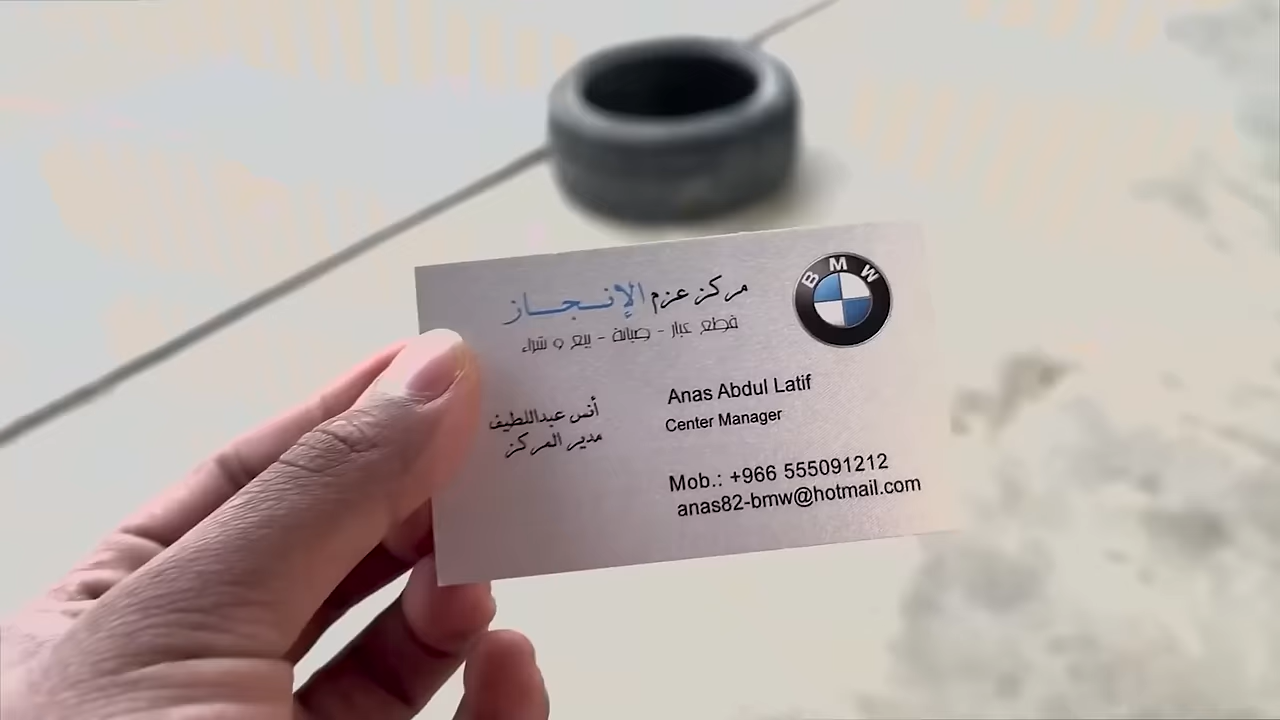 مركز عزم الإنجاز
قطع غيار - صيانة - بيع و شراء
BMW
أنس عبداللطيف
مدير المركز
Anas Abdul Latif
Center Manager
Mob.: +966 555091212
anas82-bmw@hotmail.com